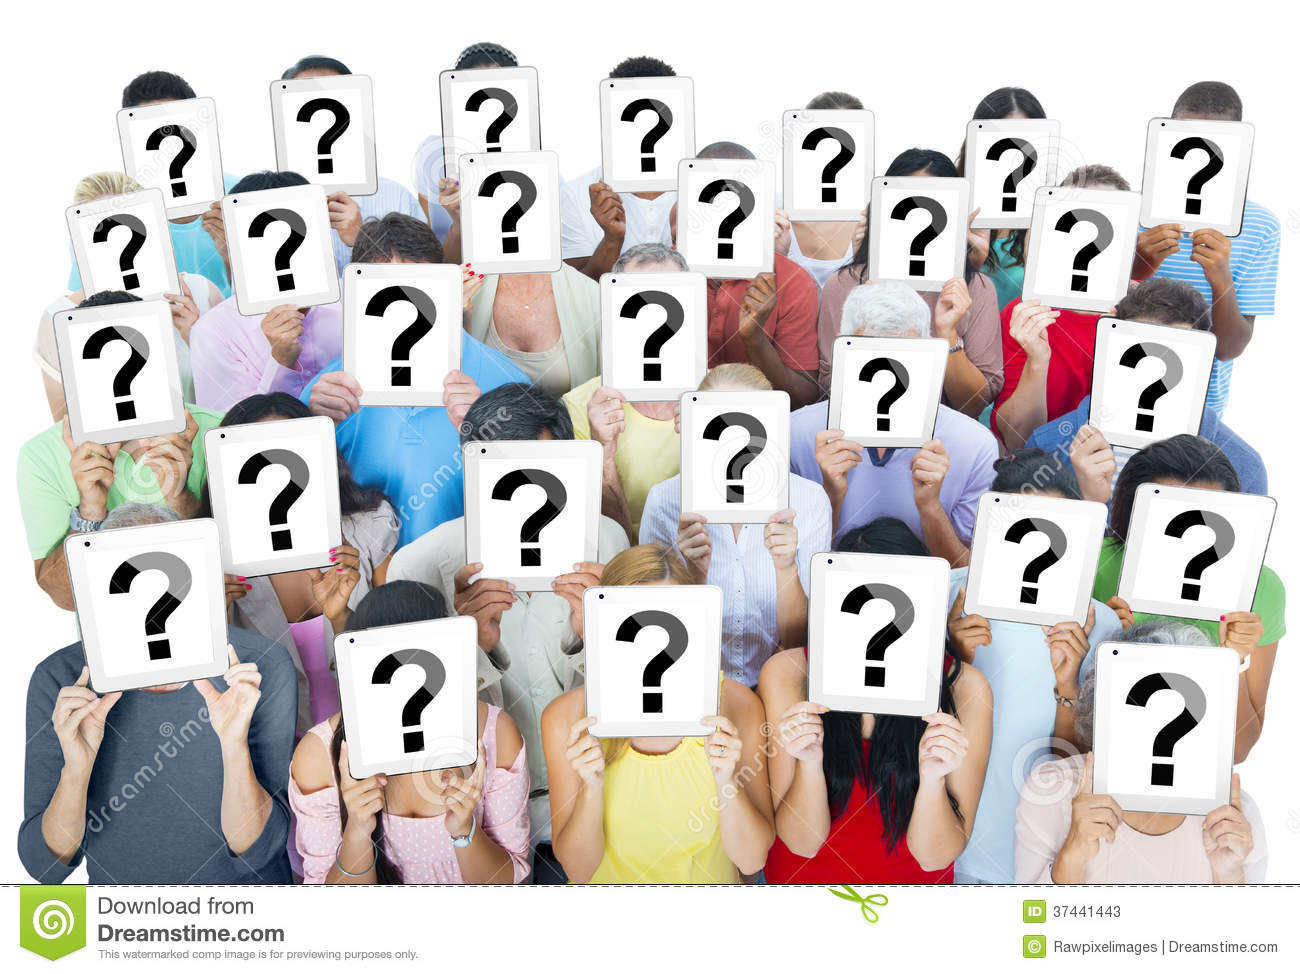 ? ? ? ? ? ? ?
? ? ? ? ? ? ?
? ? ? ? ?
? ? ? ? ? ?
? ? ? ? ?
Download from
Dreamstime.com
This watermarked comp image is for previewing purposes only.
ID 37441443
© Rawpixelimages | Dreamstime.com